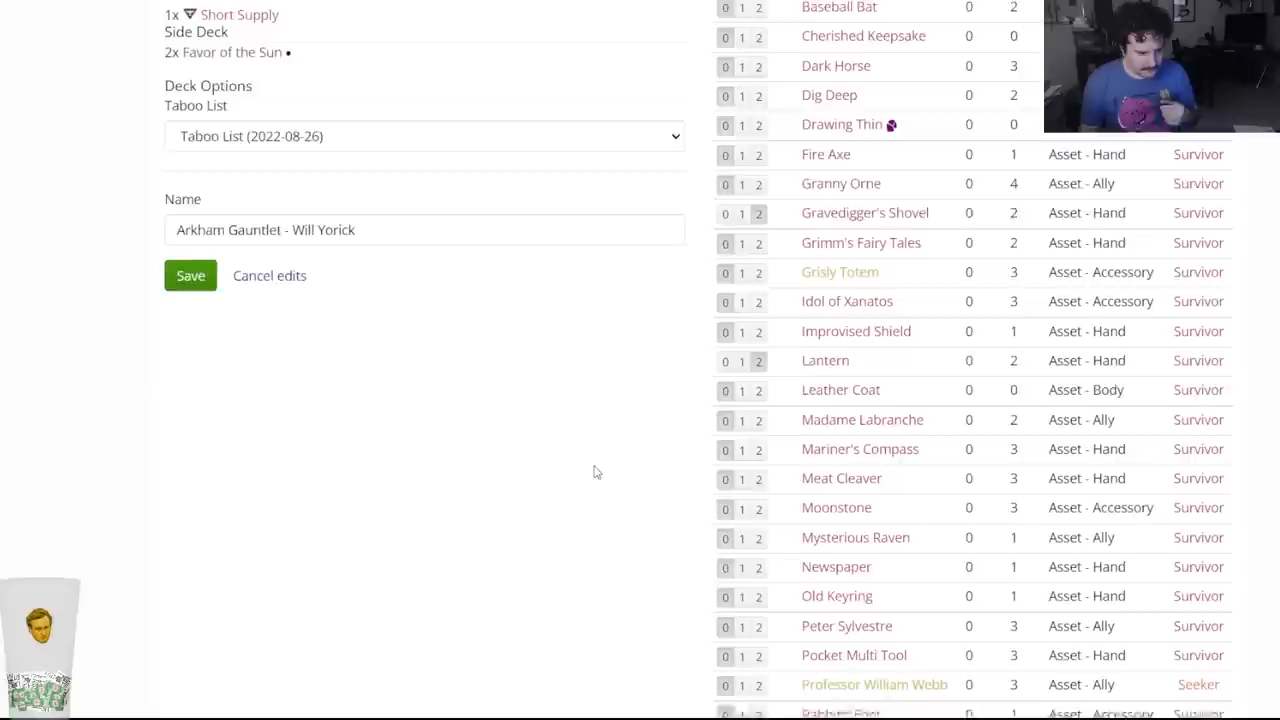 1x Short Supply
Side Deck
2x Favor of the Sun •
Deck Options
Taboo List
Taboo List (2022-08-26)
Name
Arkham Gauntlet - Will Yorick
Save Cancel edits
0 1 2 Baseball Bat 0 2
0 1 2 Cherished Keepsake 0 0
0 1 2 Dark Horse 0 3
0 1 2 Dig Deep 0 2
0 1 2 Drawing Thin 0 0
0 1 2 Fire Axe 0 1 Asset - Hand Survivor
0 1 2 Granny Orne 0 4 Asset - Ally Survivor
0 1 2 Gravedigger's Shovel 0 2 Asset - Hand Survivor
0 1 2 Grimm's Fairy Tales 0 2 Asset - Hand Survivor
0 1 2 Grisly Totem 0 3 Asset - Accessory Survivor
0 1 2 Idol of Xanatos 0 3 Asset - Accessory Survivor
0 1 2 Improvised Shield 0 1 Asset - Hand Survivor
0 1 2 Lantern 0 2 Asset - Hand Survivor
0 1 2 Leather Coat 0 0 Asset - Body Survivor
0 1 2 Madame Labranche 0 2 Asset - Ally Survivor
0 1 2 Mariner's Compass 0 3 Asset - Hand Survivor
0 1 2 Meat Cleaver 0 3 Asset - Hand Survivor
0 1 2 Moonstone 0 3 Asset - Accessory Survivor
0 1 2 Mysterious Raven 0 1 Asset - Ally Survivor
0 1 2 Newspaper 0 1 Asset - Hand Survivor
0 1 2 Old Keyring 0 1 Asset - Hand Survivor
0 1 2 Peter Sylvestre 0 3 Asset - Ally Survivor
0 1 2 Pocket Multi Tool 0 3 Asset - Hand Survivor
0 1 2 Professor William Webb 0 3 Asset - Ally Seeker